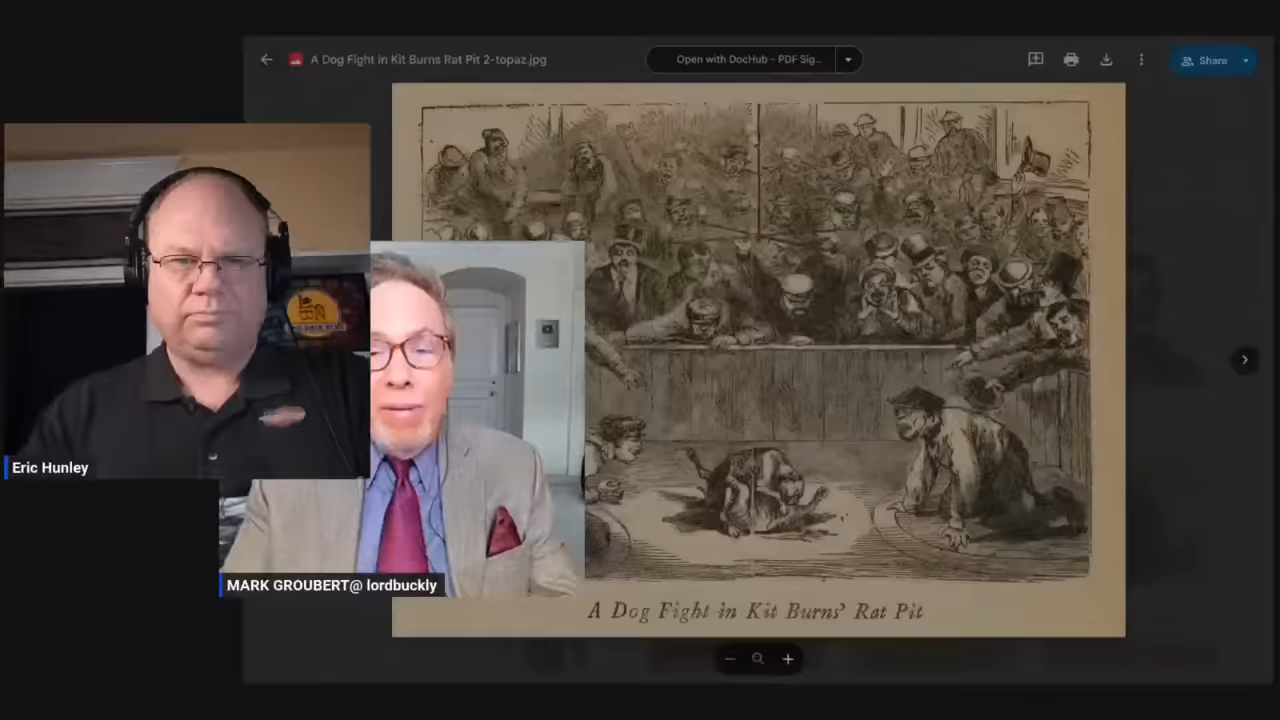 A Dog Fight in Kit Burns Rat Pit 2-topaz.jpg
Open with DocHub - PDF Sig...
Share
Eric Hunley
MARK GROUBERT@ lordbuckly
A Dog Fight in Kit Burns' Rat Pit